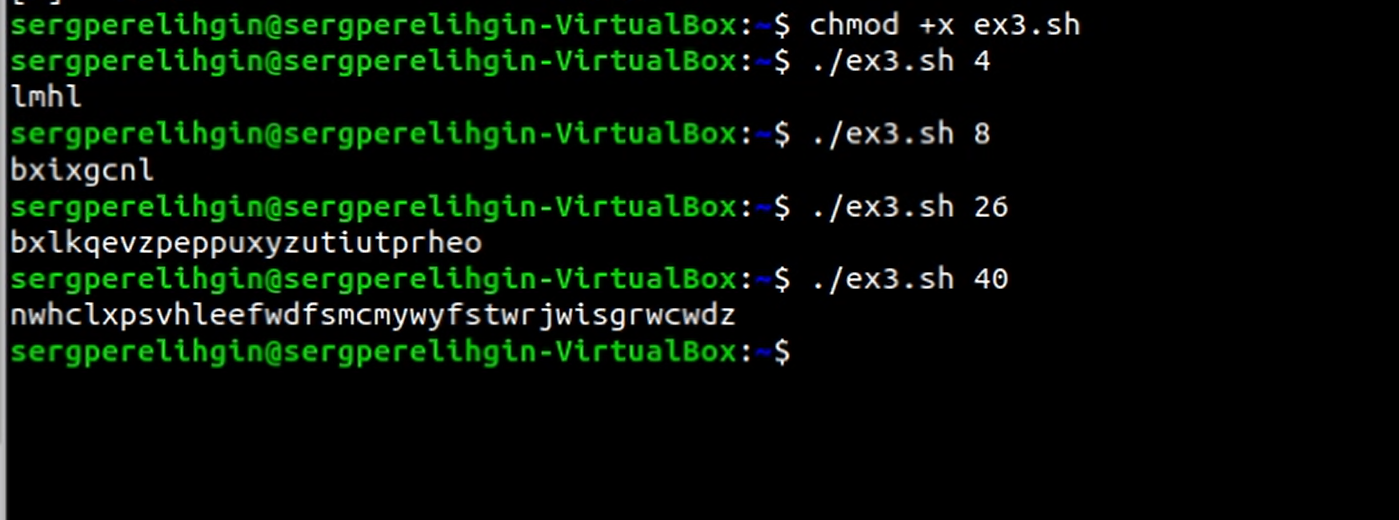 sergperelihgin@sergperelihgin-VirtualBox:~$ chmod +x ex3.sh
sergperelihgin@sergperelihgin-VirtualBox:~$ ./ex3.sh 4
lmhl
sergperelihgin@sergperelihgin-VirtualBox:~$ ./ex3.sh 8
bxixgcnl
sergperelihgin@sergperelihgin-VirtualBox:~$ ./ex3.sh 26
bxlkqevzpeppuxyzutiutprheo
sergperelihgin@sergperelihgin-VirtualBox:~$ ./ex3.sh 40
nwhclxpsvhleefwdfsmcmywyfstwrjwisgrwcwdz
sergperelihgin@sergperelihgin-VirtualBox:~$